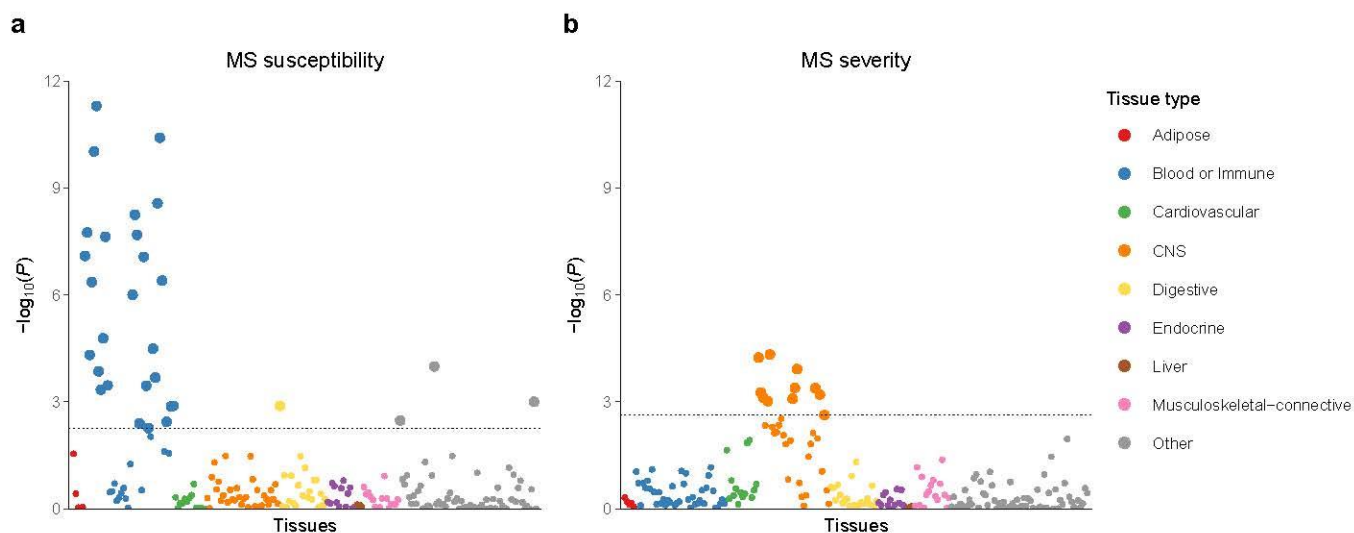 a
MS susceptibility
12
9
6
3
0
−log10(P)
Tissues
b
MS severity
12
9
6
3
0
−log10(P)
Tissues
Tissue type
Adipose
Blood or Immune
Cardiovascular
CNS
Digestive
Endocrine
Liver
Musculoskeletal−connective
Other